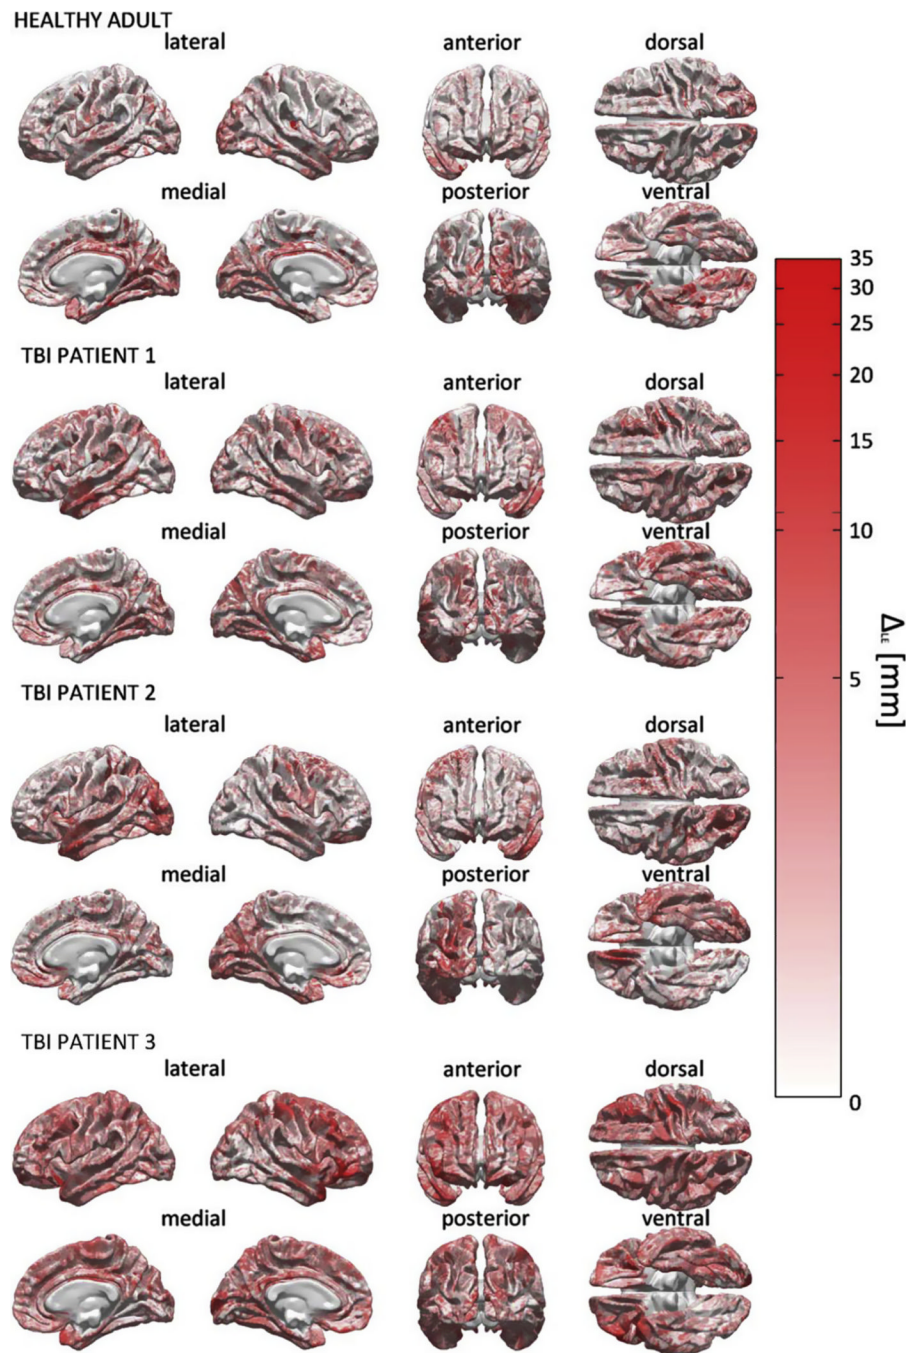 HEALTHY ADULT
lateral anterior dorsal
medial posterior ventral
TBI PATIENT 1
lateral anterior dorsal
medial posterior ventral
TBI PATIENT 2
lateral anterior dorsal
medial posterior ventral
TBI PATIENT 3
lateral anterior dorsal
medial posterior ventral
35
30
25
20
15
10
5
0
Δ LE [mm]